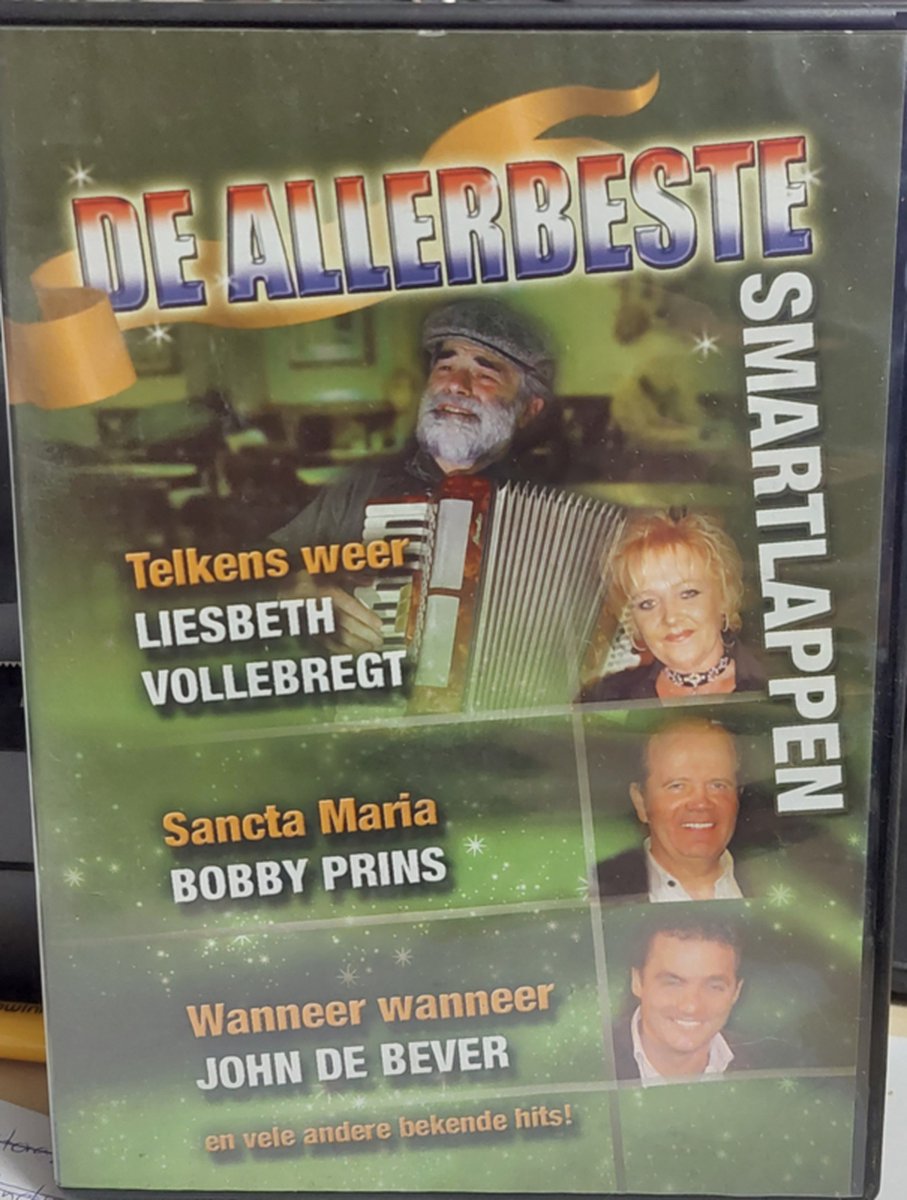 DE ALLERBESTE
SMARTLAPPEN
Telkens weer
LIESBETH
VOLLEBREGT
Sancta Maria
BOBBY PRINS
Wanneer wanneer
JOHN DE BEVER
en vele andere bekende hits!